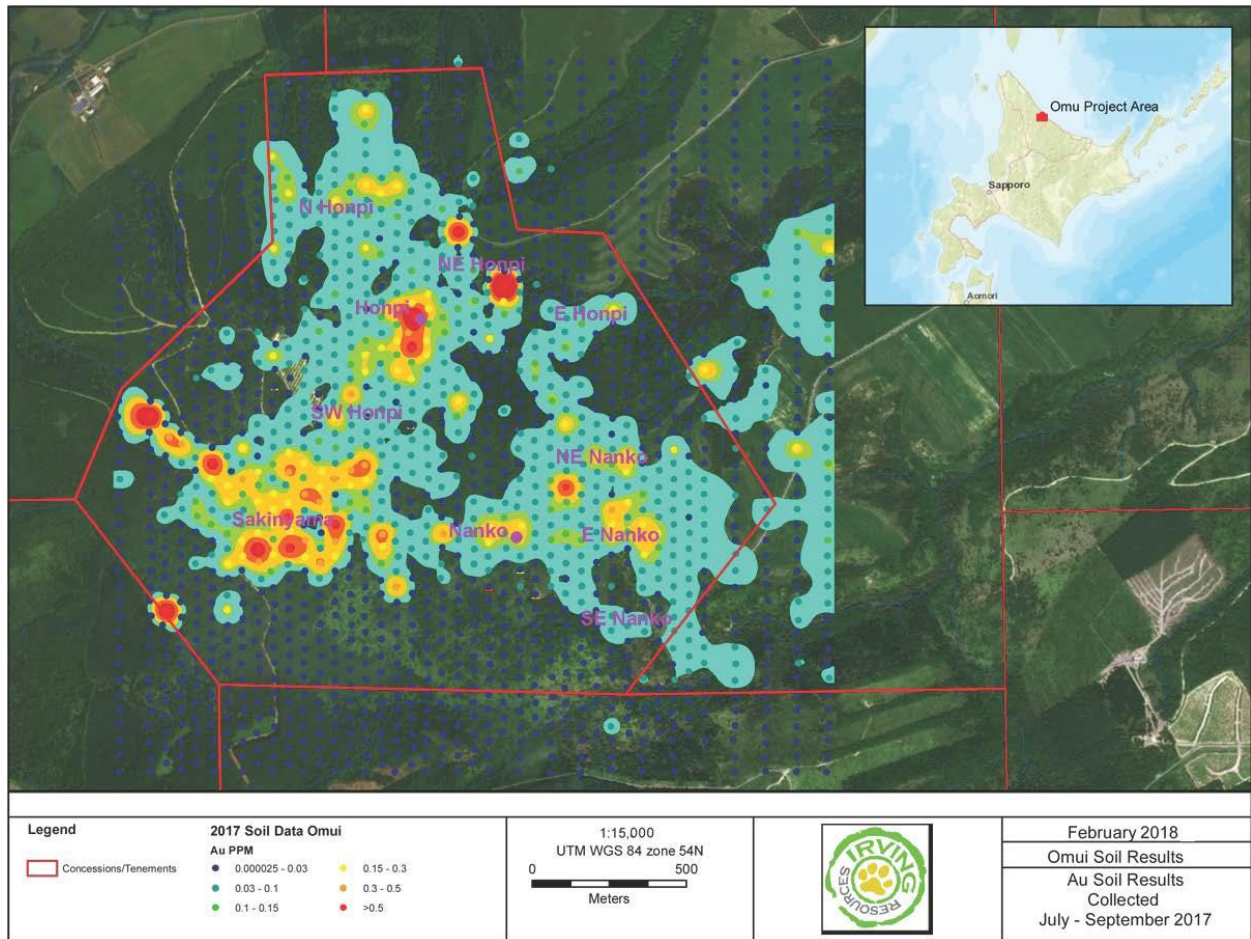 Omu Project Area
Sapporo
Aomori
N Honpi
NE Honpi
Honpi
E Honpi
SW Honpi
NE Nanko
Sakinyama
Nanko
E Nanko
SE Nanko
Legend
Concessions/Tenements
2017 Soil Data Omui
Au PPM
0.000025 - 0.03
0.03 - 0.1
0.1 - 0.15
0.15 - 0.3
0.3 - 0.5
>0.5
1:15,000
UTM WGS 84 zone 54N
0 500
Meters
IRVING
RESOURCES
February 2018
Omui Soil Results
Au Soil Results
Collected
July - September 2017